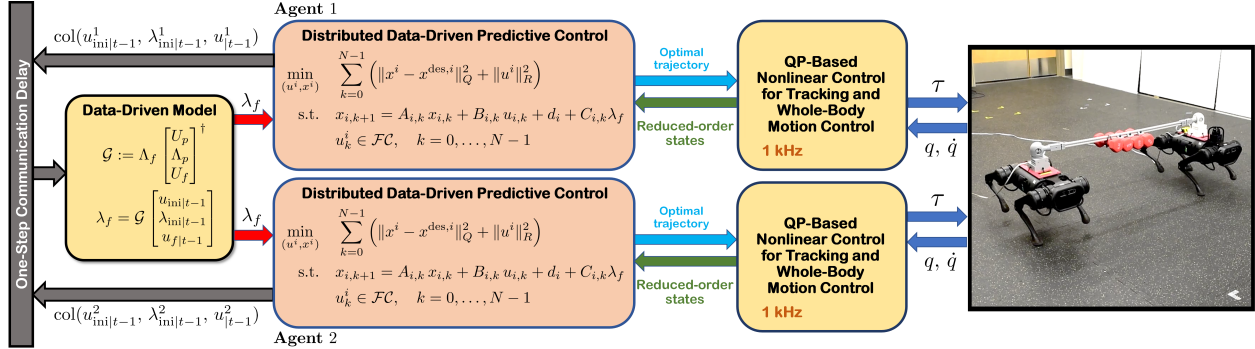 Agent 1
One-Step Communication Delay
col(u^1_{ini|t−1}, λ^1_{ini|t−1}, u^1_{|t−1})
Data-Driven Model
𝒢 := Λ_f [U_p Λ_p U_f]^†
λ_f = 𝒢 [u_{ini|t−1} λ_{ini|t−1} u_{f|t−1}]
col(u^2_{ini|t−1}, λ^2_{ini|t−1}, u^2_{|t−1})
λ_f
λ_f
Distributed Data-Driven Predictive Control
min_{(u^i,x^i)} ∑_{k=0}^{N−1} (‖x^i − x^{des,i}‖^2_Q + ‖u^i‖^2_R)
s.t. x_{i,k+1} = A_{i,k} x_{i,k} + B_{i,k} u_{i,k} + d_i + C_{i,k} λ_f
u^i_k ∈ ℱ𝒞, k = 0, . . . , N − 1
Distributed Data-Driven Predictive Control
min_{(u^i,x^i)} ∑_{k=0}^{N−1} (‖x^i − x^{des,i}‖^2_Q + ‖u^i‖^2_R)
s.t. x_{i,k+1} = A_{i,k} x_{i,k} + B_{i,k} u_{i,k} + d_i + C_{i,k} λ_f
u^i_k ∈ ℱ𝒞, k = 0, . . . , N − 1
Agent 2
Optimal
trajectory
Reduced-order
states
Optimal
trajectory
Reduced-order
states
QP-Based
Nonlinear Control
for Tracking and
Whole-Body
Motion Control
1 kHz
QP-Based
Nonlinear Control
for Tracking and
Whole-Body
Motion Control
1 kHz
τ
q, q̇
τ
q, q̇